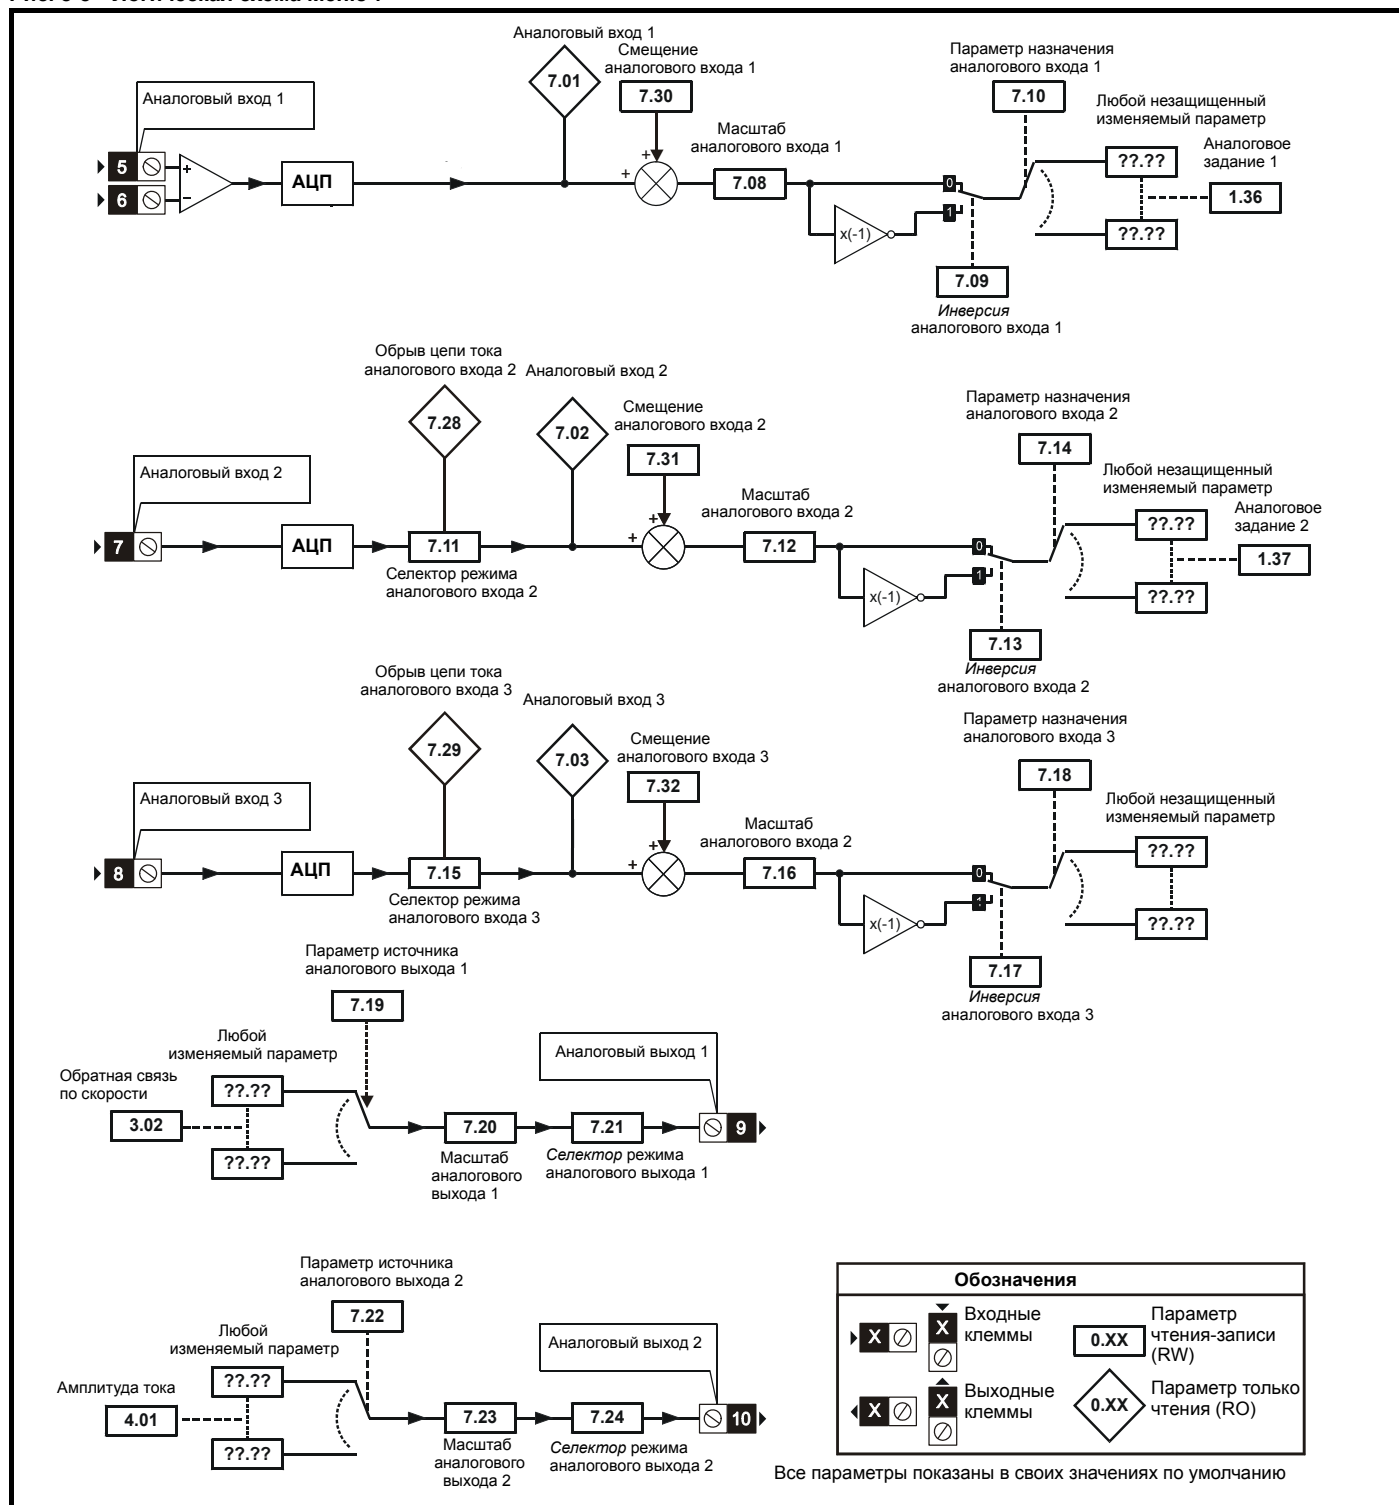 Аналоговый вход 1
Смещение
аналогового входа 1
7.01
7.30
Параметр назначения
аналогового входа 1
7.10
Аналоговый вход 1
Масштаб
аналогового входа 1
Любой незащищенный
изменяемый параметр
Аналоговое
задание 1
5
+
6
−
АЦП
+
+
7.08
0
1
x(-1)
??.??
1.36
??.??
7.09
Инверсия
аналогового входа 1
Обрыв цепи тока
аналогового входа 2
Аналоговый вход 2
7.28
7.02
Смещение
аналогового входа 2
7.31
Параметр назначения
аналогового входа 2
7.14
Аналоговый вход 2
Масштаб
аналогового входа 2
Любой незащищенный
изменяемый параметр
Аналоговое
задание 2
7
АЦП
7.11
+
+
7.12
0
1
x(-1)
??.??
1.37
??.??
Селектор режима
аналогового входа 2
7.13
Инверсия
аналогового входа 2
Обрыв цепи тока
аналогового входа 3
Аналоговый вход 3
7.29
7.03
Смещение
аналогового входа 3
7.32
Параметр назначения
аналогового входа 3
7.18
Аналоговый вход 3
Масштаб
аналогового входа 2
Любой незащищенный
изменяемый параметр
8
АЦП
7.15
+
+
7.16
0
1
x(-1)
??.??
??.??
Селектор режима
аналогового входа 3
7.17
Инверсия
аналогового входа 3
Параметр источника
аналогового выхода 1
7.19
Любой
изменяемый параметр
Обратная связь
по скорости
3.02
??.??
??.??
7.20
7.21
Аналоговый выход 1
9
Масштаб
аналогового
выхода 1
Селектор режима
аналогового выхода 1
Параметр источника
аналогового выхода 2
7.22
Любой
изменяемый параметр
Амплитуда тока
4.01
??.??
??.??
7.23
7.24
Аналоговый выход 2
10
Масштаб
аналогового
выхода 2
Селектор режима
аналогового выхода 2
Обозначения
X
X
Входные
клеммы
0.XX
Параметр
чтения-записи
(RW)
X
X
Выходные
клеммы
0.XX
Параметр только
чтения (RO)
Все параметры показаны в своих значениях по умолчанию